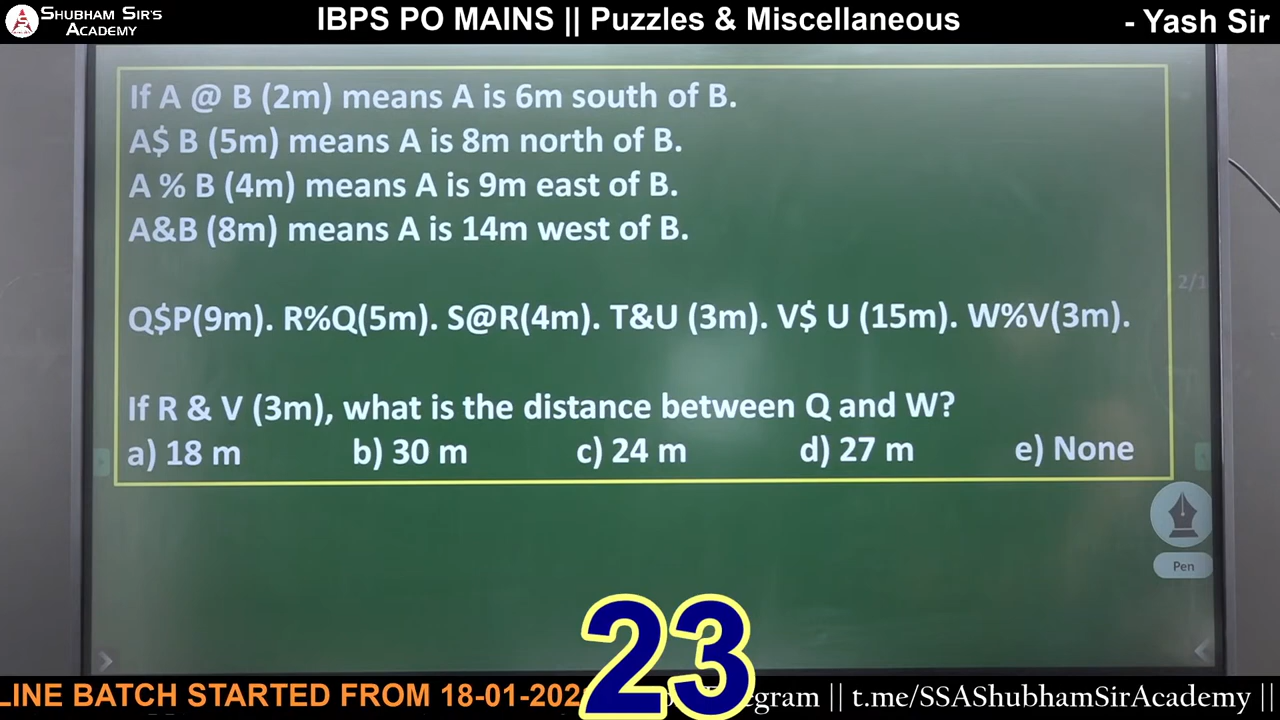 SHUBHAM SIR'S
ACADEMY
IBPS PO MAINS || Puzzles & Miscellaneous
- Yash Sir
If A @ B (2m) means A is 6m south of B.
A$ B (5m) means A is 8m north of B.
A % B (4m) means A is 9m east of B.
A&B (8m) means A is 14m west of B.
2/1
Q$P(9m). R%Q(5m). S@R(4m). T&U (3m). V$ U (15m). W%V(3m).
If R & V (3m), what is the distance between Q and W?
a) 18 m b) 30 m c) 24 m d) 27 m e) None
Pen
23
LINE BATCH STARTED FROM 18-01-202
egram || t.me/SSAShubhamSirAcademy ||